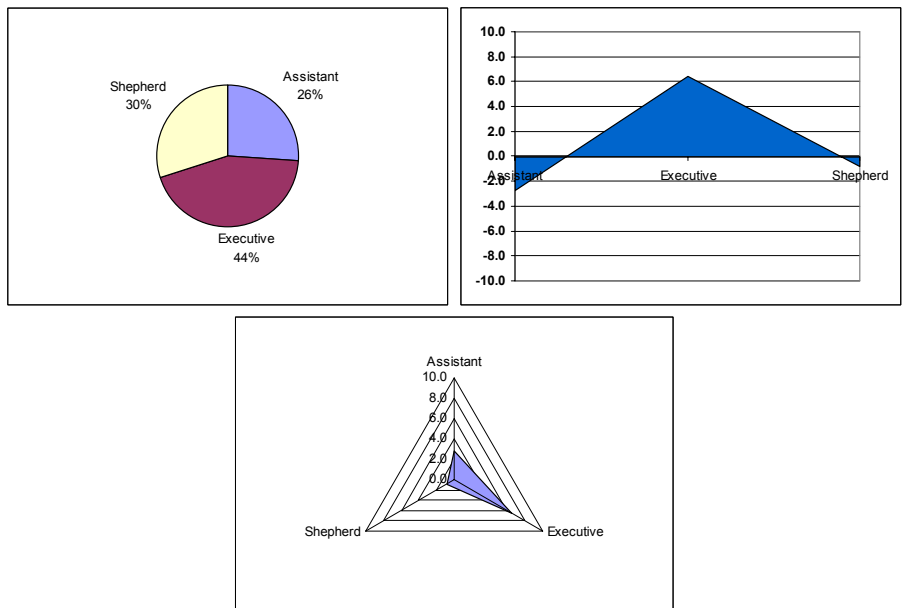 Shepherd
30%
Assistant
26%
Executive
44%
10.0
8.0
6.0
4.0
2.0
0.0
-2.0
-4.0
-6.0
-8.0
-10.0
Assistant
Executive
Shepherd
Assistant
10.0
8.0
6.0
4.0
2.0
0.0
Shepherd
Executive